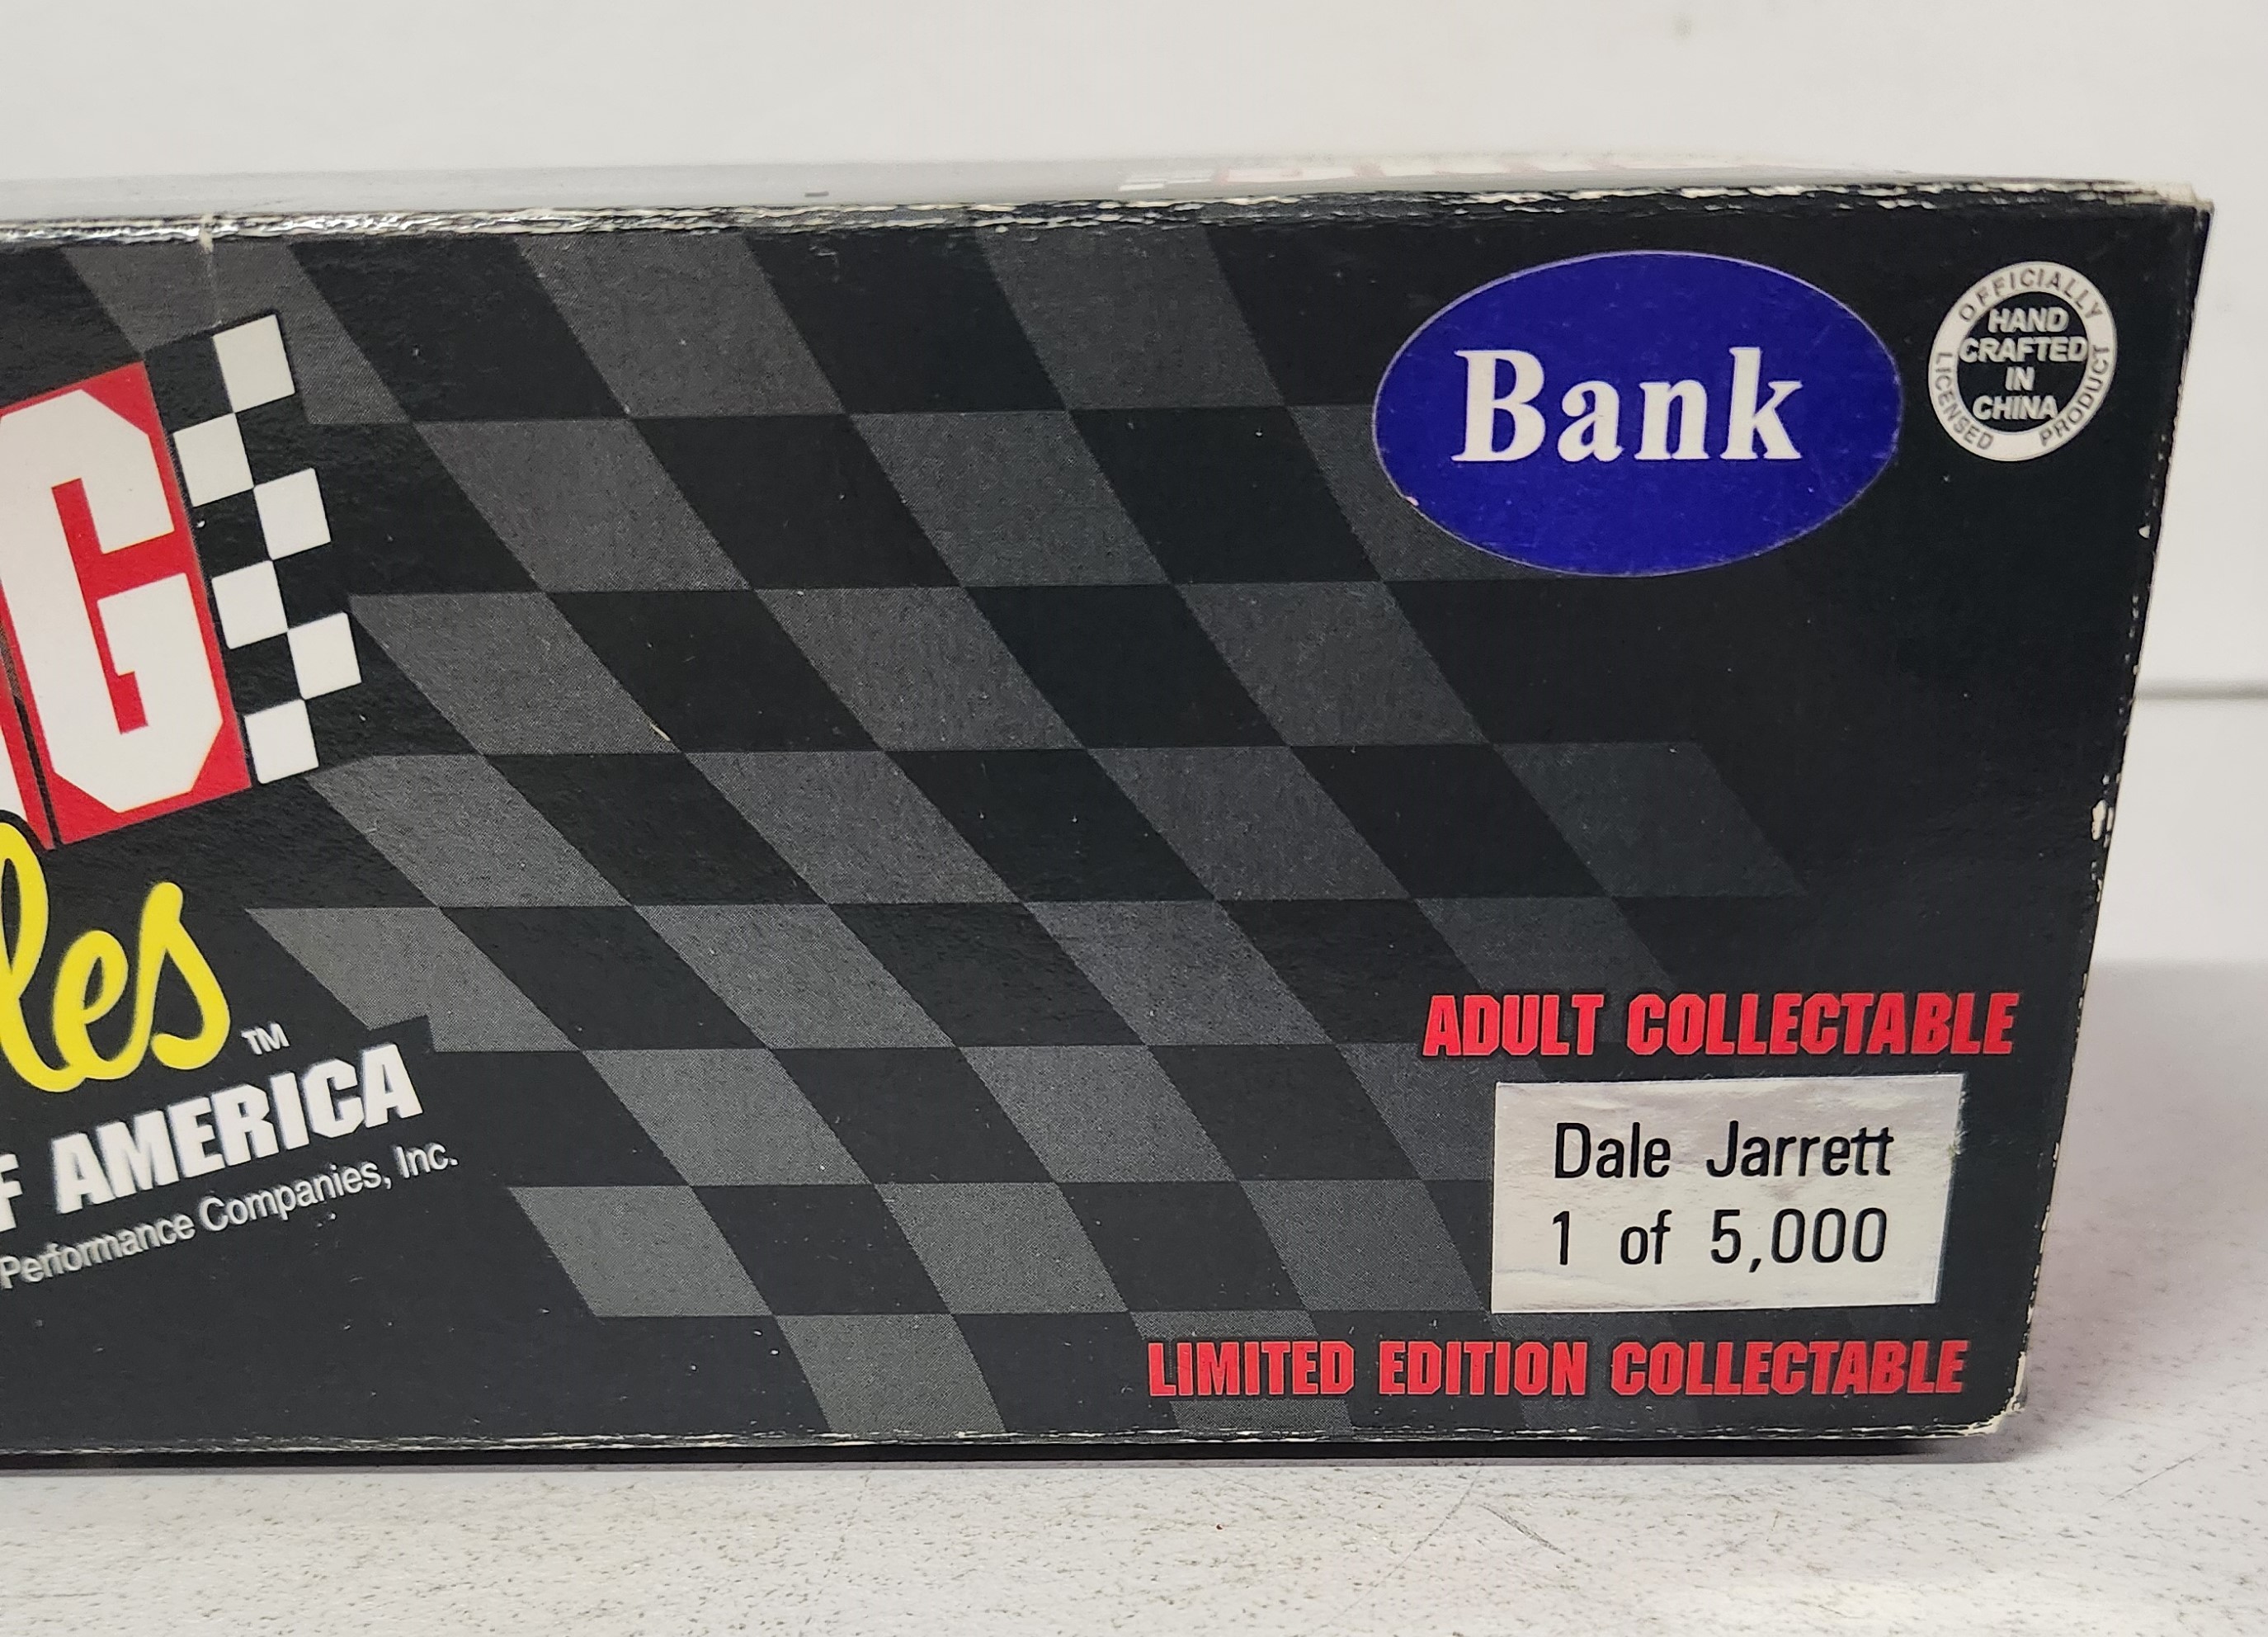 G
les™
F AMERICA
Performance Companies, Inc.
Bank
OFFICIALLY LICENSED PRODUCT
HAND
CRAFTED
IN
CHINA
ADULT COLLECTABLE
Dale Jarrett
1 of 5,000
LIMITED EDITION COLLECTABLE